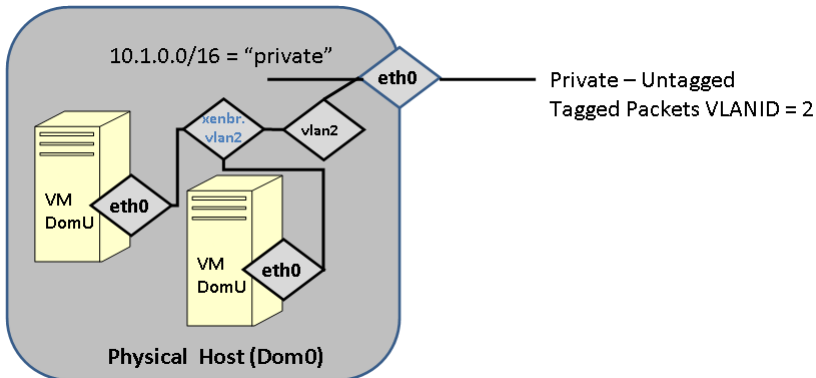 10.1.0.0/16 = “private”
eth0
Private – Untagged
Tagged Packets VLANID = 2
xenbr.
vlan2
vlan2
VM
DomU
eth0
VM
DomU
eth0
Physical Host (Dom0)